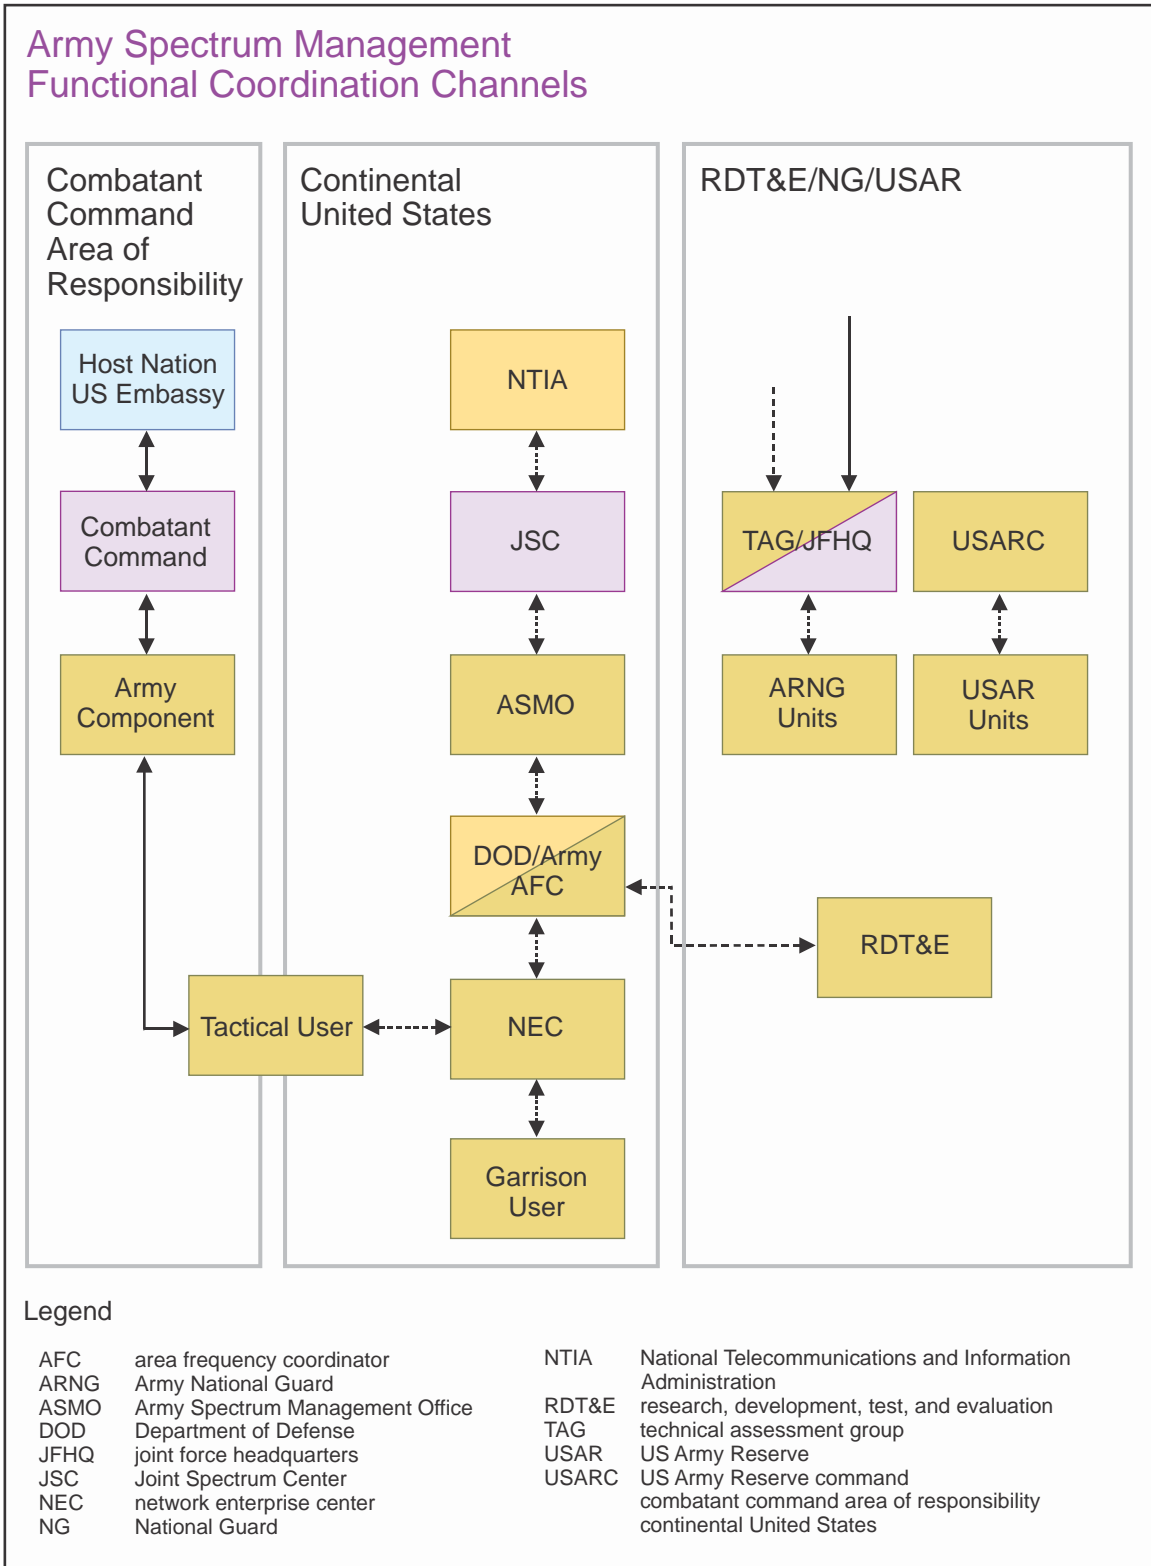 Army Spectrum Management
Functional Coordination Channels
Combatant
Command
Area of
Responsibility
Continental
United States
RDT&E/NG/USAR
Host Nation
US Embassy
NTIA
Combatant
Command
JSC
TAG/JFHQ
USARC
Army
Component
ASMO
ARNG
Units
USAR
Units
DOD/Army
AFC
RDT&E
Tactical User
NEC
Garrison
User
Legend
AFC area frequency coordinator
ARNG Army National Guard
ASMO Army Spectrum Management Office
DOD Department of Defense
JFHQ joint force headquarters
JSC Joint Spectrum Center
NEC network enterprise center
NG National Guard
NTIA National Telecommunications and Information
Administration
RDT&E research, development, test, and evaluation
TAG technical assessment group
USAR US Army Reserve
USARC US Army Reserve command
combatant command area of responsibility
continental United States